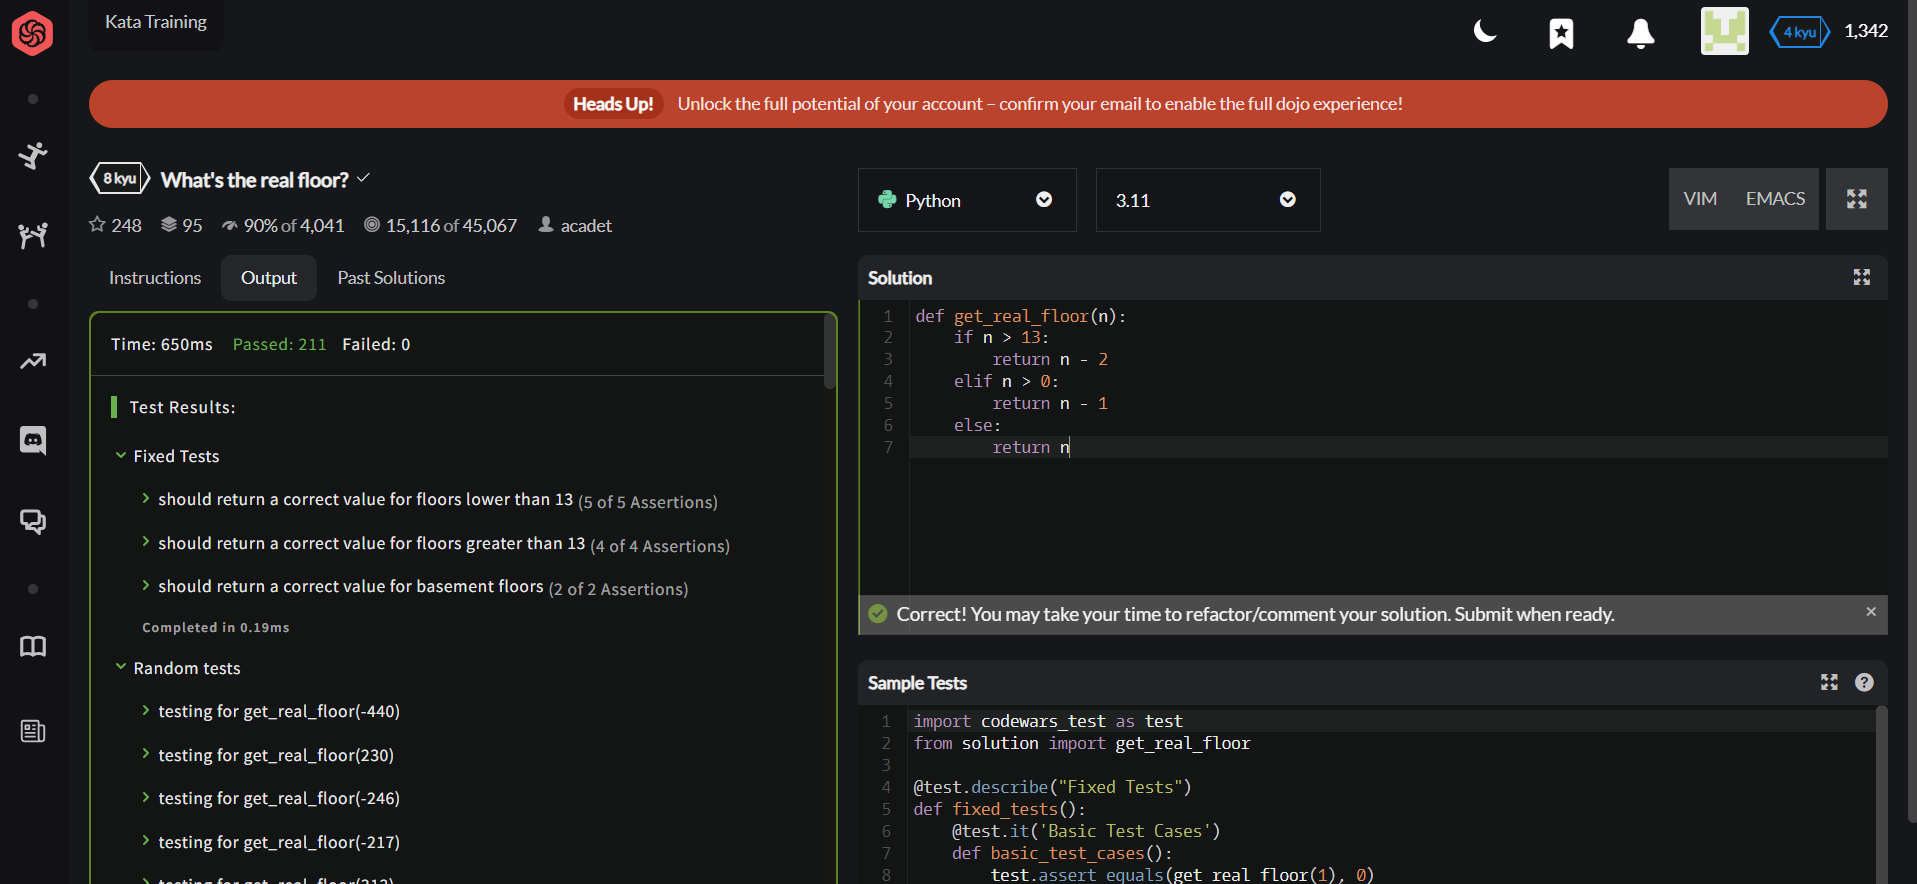 Kata Training
4 kyu
1,342
Heads Up! Unlock the full potential of your account – confirm your email to enable the full dojo experience!
8 kyu
What's the real floor?
248 95 90% of 4,041 15,116 of 45,067 acadet
Instructions Output Past Solutions
Time: 650ms Passed: 211 Failed: 0
Test Results:
Fixed Tests
should return a correct value for floors lower than 13 (5 of 5 Assertions)
should return a correct value for floors greater than 13 (4 of 4 Assertions)
should return a correct value for basement floors (2 of 2 Assertions)
Completed in 0.19ms
Random tests
testing for get_real_floor(-440)
testing for get_real_floor(230)
testing for get_real_floor(-246)
testing for get_real_floor(-217)
Python
3.11
VIM EMACS
Solution
1 def get_real_floor(n):
2     if n > 13:
3         return n - 2
4     elif n > 0:
5         return n - 1
6     else:
7         return n
Correct! You may take your time to refactor/comment your solution. Submit when ready.
Sample Tests
1 import codewars_test as test
2 from solution import get_real_floor
3
4 @test.describe("Fixed Tests")
5 def fixed_tests():
6     @test.it('Basic Test Cases')
7     def basic_test_cases():
8         test.assert_equals(get_real_floor(1), 0)